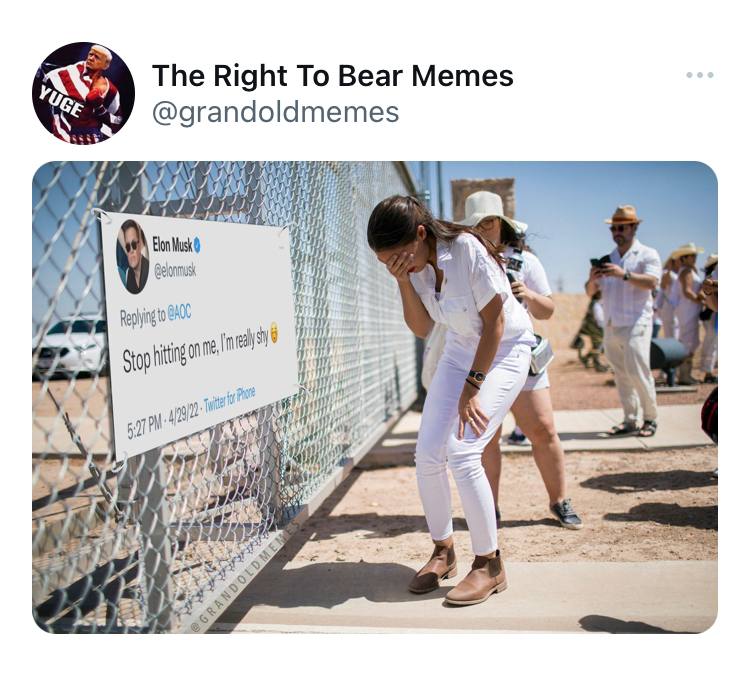 YUGE
The Right To Bear Memes
@grandoldmemes
Elon Musk
@elonmusk
Replying to @AOC
Stop hitting on me, I'm really shy 😊
5:27 PM · 4/29/22 · Twitter for iPhone
@GRANDOLDMEMES